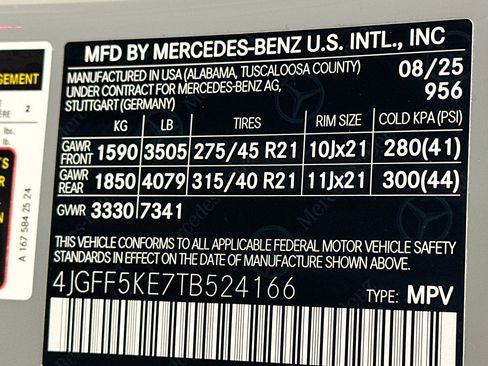 MFD BY MERCEDES-BENZ U.S. INTL., INC
MANUFACTURED IN USA (ALABAMA, TUSCALOOSA COUNTY) 08/25
UNDER CONTRACT FOR MERCEDES-BENZ AG, 956
STUTTGART (GERMANY)
KG LB TIRES RIM SIZE COLD KPA (PSI)
GAWR FRONT 1590 3505 275/45 R21 10Jx21 280(41)
GAWR REAR 1850 4079 315/40 R21 11Jx21 300(44)
GVWR 3330 7341
THIS VEHICLE CONFORMS TO ALL APPLICABLE FEDERAL MOTOR VEHICLE SAFETY
STANDARDS IN EFFECT ON THE DATE OF MANUFACTURE SHOWN ABOVE.
4JGFF5KE7TB524166
TYPE: MPV
2
lbs.
A 167 584 25 24